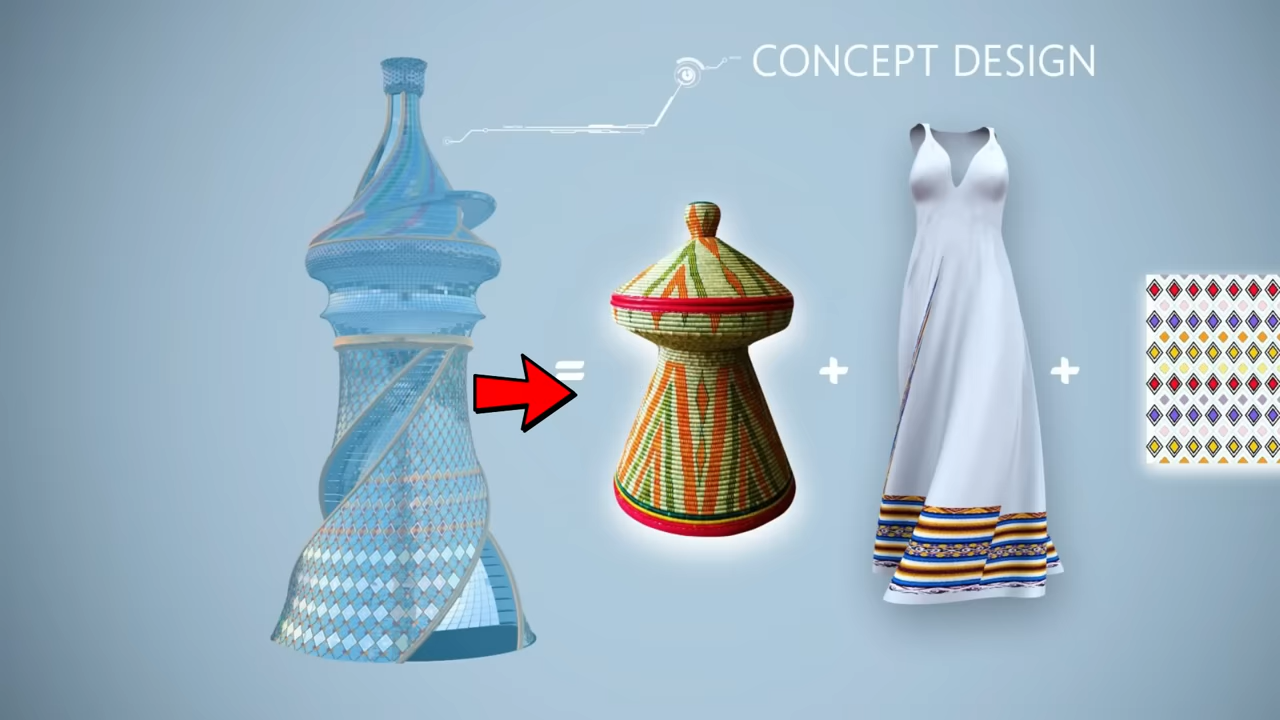 CONCEPT DESIGN
=
+
+